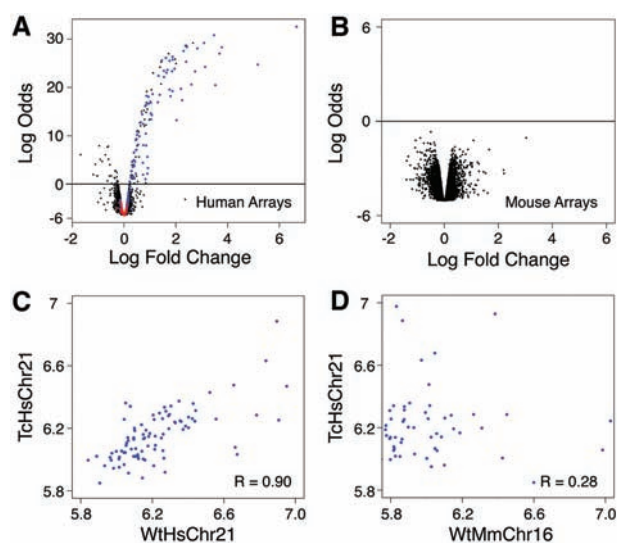 A
Log Odds
30
20
10
0
-6
-2
0
2
4
6
Human Arrays
Log Fold Change
B
Log Odds
6
0
-6
-2
0
2
4
6
Mouse Arrays
Log Fold Change
C
TcHsChr21
7
6.6
6.2
5.8
5.8
6.2
6.6
7.0
R = 0.90
WtHsChr21
D
TcHsChr21
7
6.6
6.2
5.8
5.8
6.2
6.6
7.0
R = 0.28
WtMmChr16